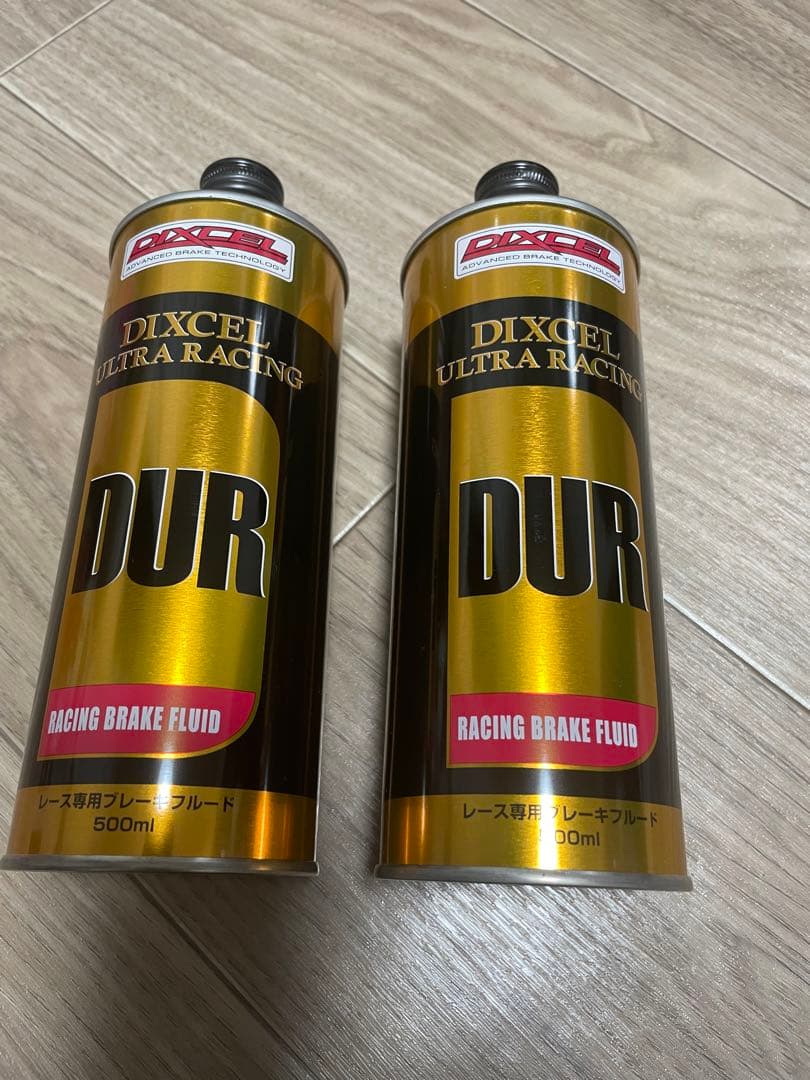 DIXCEL
ADVANCED BRAKE TECHNOLOGY
DIXCEL
ULTRA RACING
DUR
RACING BRAKE FLUID
レース専用ブレーキフルード
500ml
DIXCEL
ADVANCED BRAKE TECHNOLOGY
DIXCEL
ULTRA RACING
DUR
RACING BRAKE FLUID
レース専用ブレーキフルード
500ml